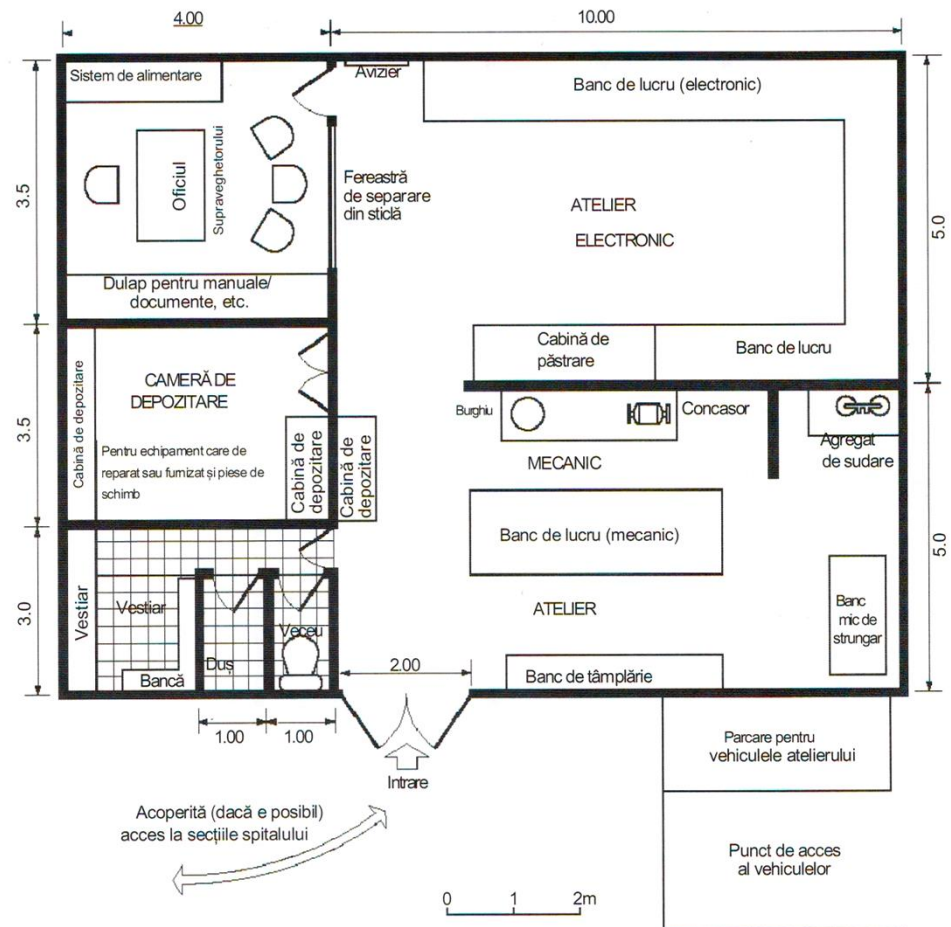 4.00
10.00
Sistem de alimentare
Avizier
Banc de lucru (electronic)
3.5
Oficiul
Supraveghetorului
Fereastră
de separare
din sticlă
ATELIER
ELECTRONIC
5.0
Dulap pentru manuale/
documente, etc.
Cabină de
păstrare
Banc de lucru
3.5
Cabină de depozitare
CAMERĂ DE
DEPOZITARE
Pentru echipament care de
reparat sau furnizat și piese de
schimb
Cabină de
depozitare
Cabină de
depozitare
Burghiu
Concasor
MECANIC
Agregat
de sudare
Banc de lucru (mecanic)
5.0
3.0
Vestiar
Vestiar
Bancă
Duș
Veceu
ATELIER
Banc
mic de
strungar
2.00
Banc de tâmplărie
1.00
1.00
Intrare
Parcare pentru
vehiculele atelierului
Acoperită (dacă e posibil)
acces la secțiile spitalului
Punct de acces
al vehiculelor
0 1 2m